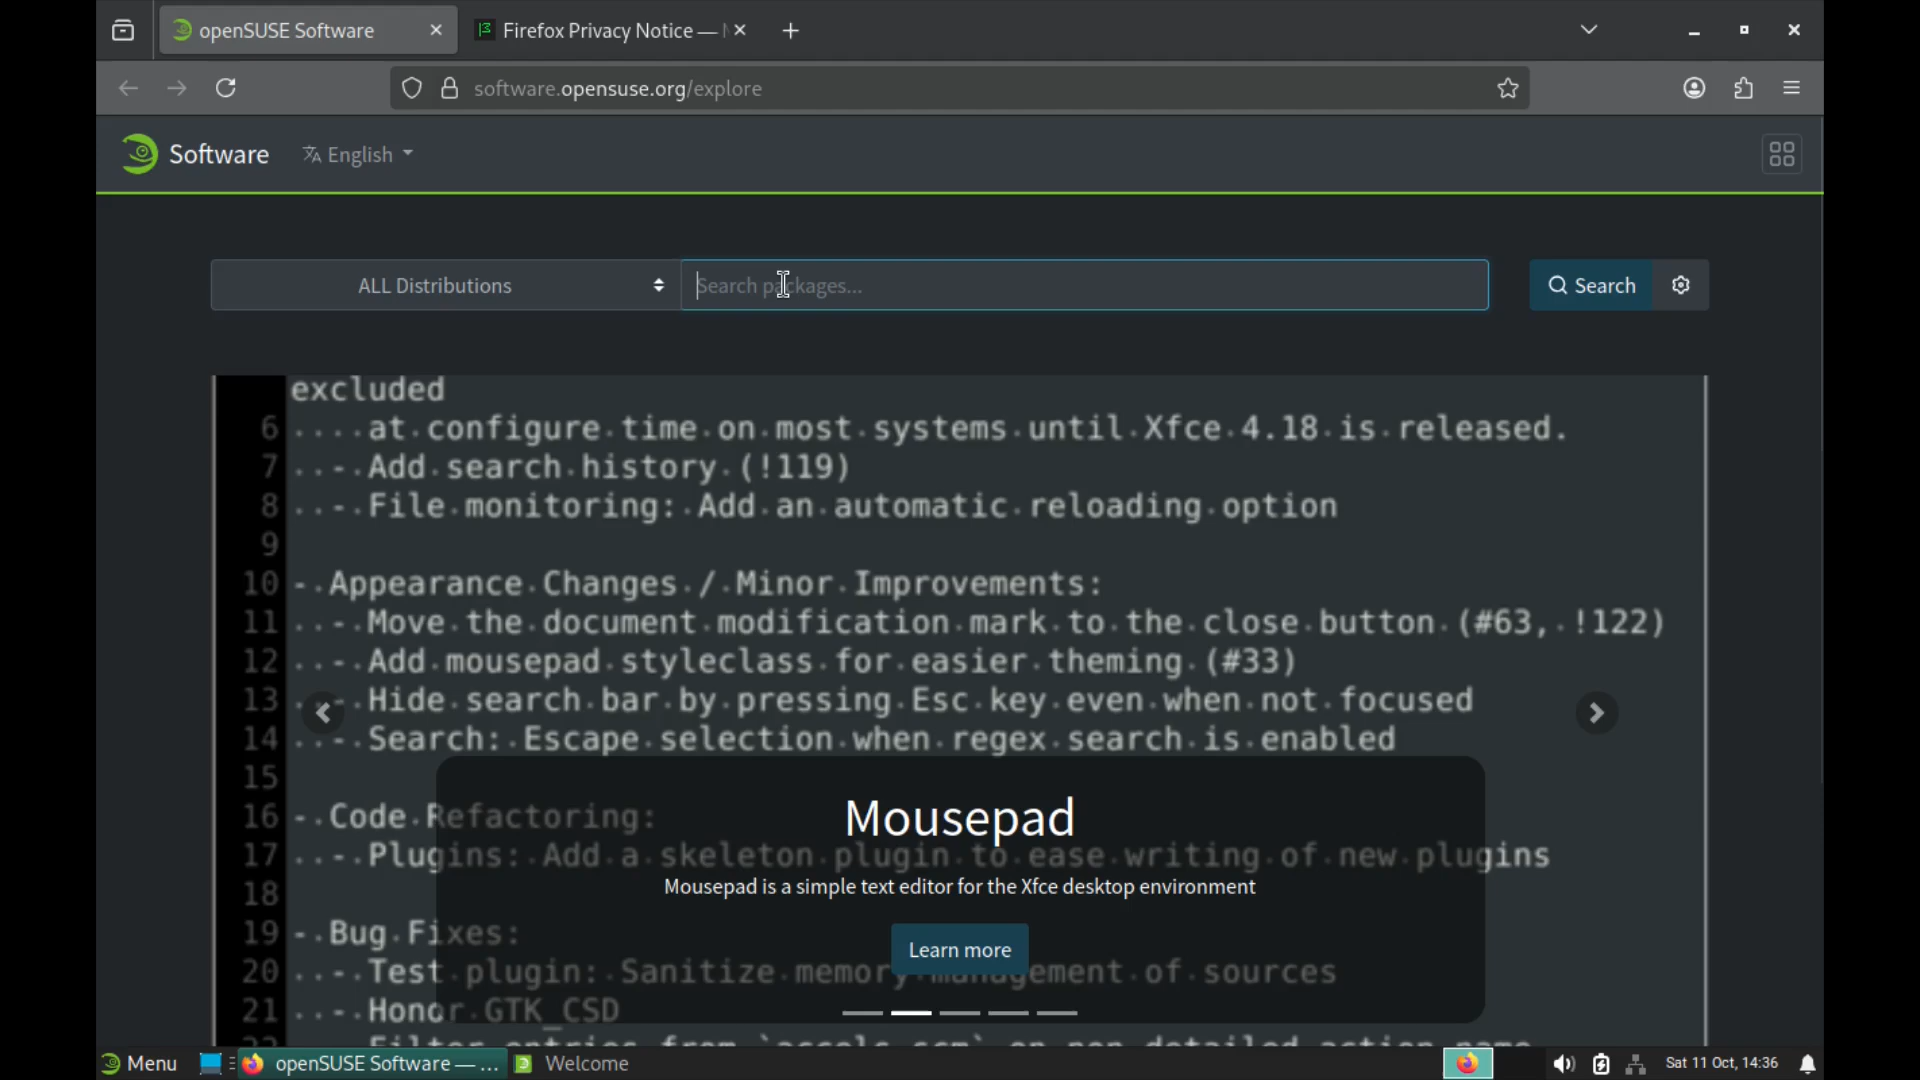 openSUSE Software
Firefox Privacy Notice —
software.opensuse.org/explore
Software
English
ALL Distributions
Search packages...
Search
excluded
6 ····at·configure·time·on·most·systems·until·Xfce·4.18·is·released.
7 ··-·Add·search·history·(!119)
8 ··-·File·monitoring:·Add·an·automatic·reloading·option
9
10 -·Appearance·Changes·/·Minor·Improvements:
11 ··-·Move·the·document·modification·mark·to·the·close·button·(#63,·!122)
12 ··-·Add·mousepad·styleclass·for·easier·theming·(#33)
13 ··-·Hide·search·bar·by·pressing·Esc·key·even·when·not·focused
14 ··-·Search:·Escape·selection·when·regex·search·is·enabled
15
16 -·Code·Refactoring:
Mousepad
17 ··-·Plugins:·Add·a·skeleton·plugin·to·ease·writing·of·new·plugins
Mousepad is a simple text editor for the Xfce desktop environment
18
19 -·Bug·Fixes:
Learn more
20 ··-·Test·plugin:·Sanitize·memory·management·of·sources
21 ··-·Honor·GTK_CSD
Menu
openSUSE Software — ...
Welcome
Sat 11 Oct, 14:36